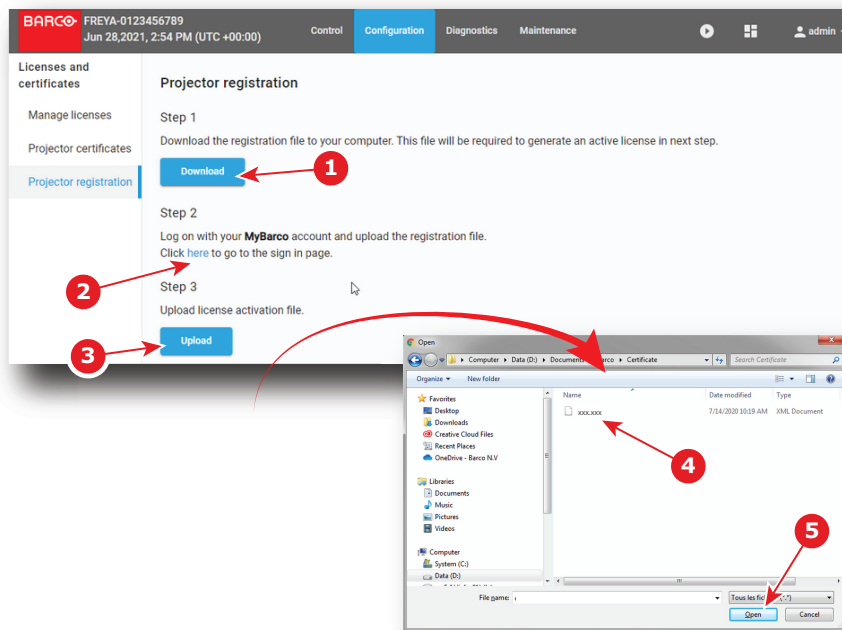 BARCO FREYA-0123456789
Jun 28,2021, 2:54 PM (UTC +00:00)
Control Configuration Diagnostics Maintenance admin
Licenses and
certificates
Manage licenses
Projector certificates
Projector registration
Projector registration
Step 1
Download the registration file to your computer. This file will be required to generate an active license in next step.
Download
1
Step 2
Log on with your MyBarco account and upload the registration file.
Click here to go to the sign in page.
2
Step 3
Upload license activation file.
Upload
3
Open
Computer Data (D:) Documents Barco Certificate Search Certificate
Organize New folder
Favorites
Desktop
Downloads
Creative Cloud Files
Recent Places
OneDrive - Barco N.V
Libraries
Documents
Music
Pictures
Videos
Computer
System (C:)
Data (D:)
Name Date modified Type
xxx.xxx 7/14/2020 10:19 AM XML Document
4
5
File name: Tous les (*.*)
Open Cancel